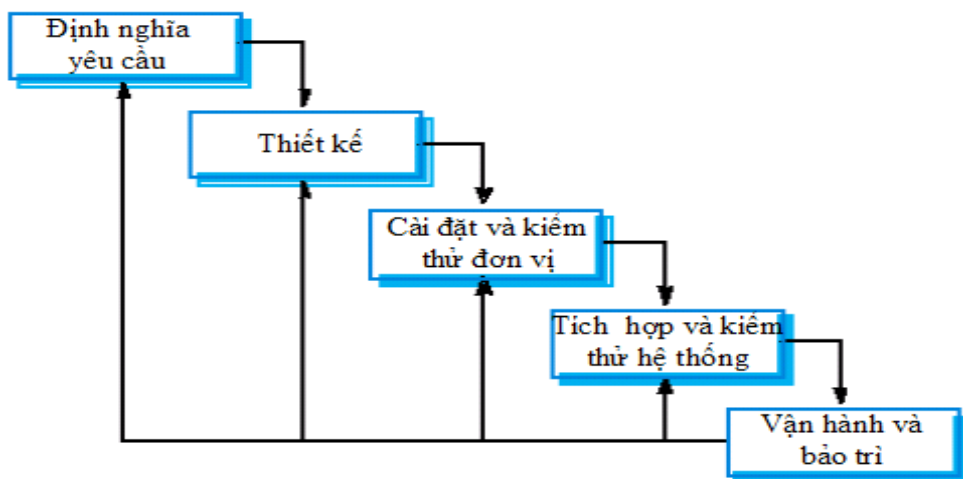 Định nghĩa
yêu cầu
Thiết kế
Cài đặt và kiểm
thử đơn vị
Tích hợp và kiểm
thử hệ thống
Vận hành và
bảo trì